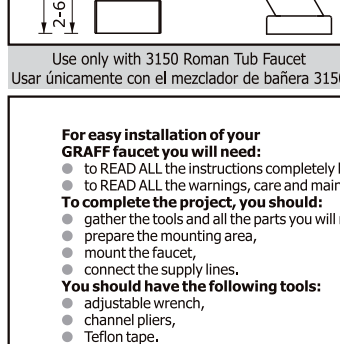 2-6
Use only with 3150 Roman Tub Faucet
Usar únicamente con el mezclador de bañera 3150
For easy installation of your
GRAFF faucet you will need:
to READ ALL the instructions completely
to READ ALL the warnings, care and
To complete the project, you should:
gather the tools and all the parts you will
prepare the mounting area,
mount the faucet,
connect the supply lines.
You should have the following tools:
adjustable wrench,
channel pliers,
Teflon tape.